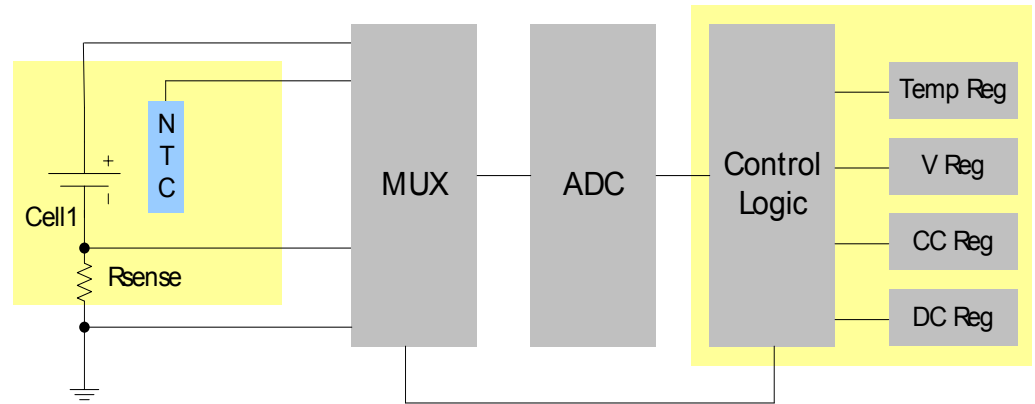 N
T
C
+
Cell1
Rsense
MUX
ADC
Control
Logic
Temp Reg
V Reg
CC Reg
DC Reg